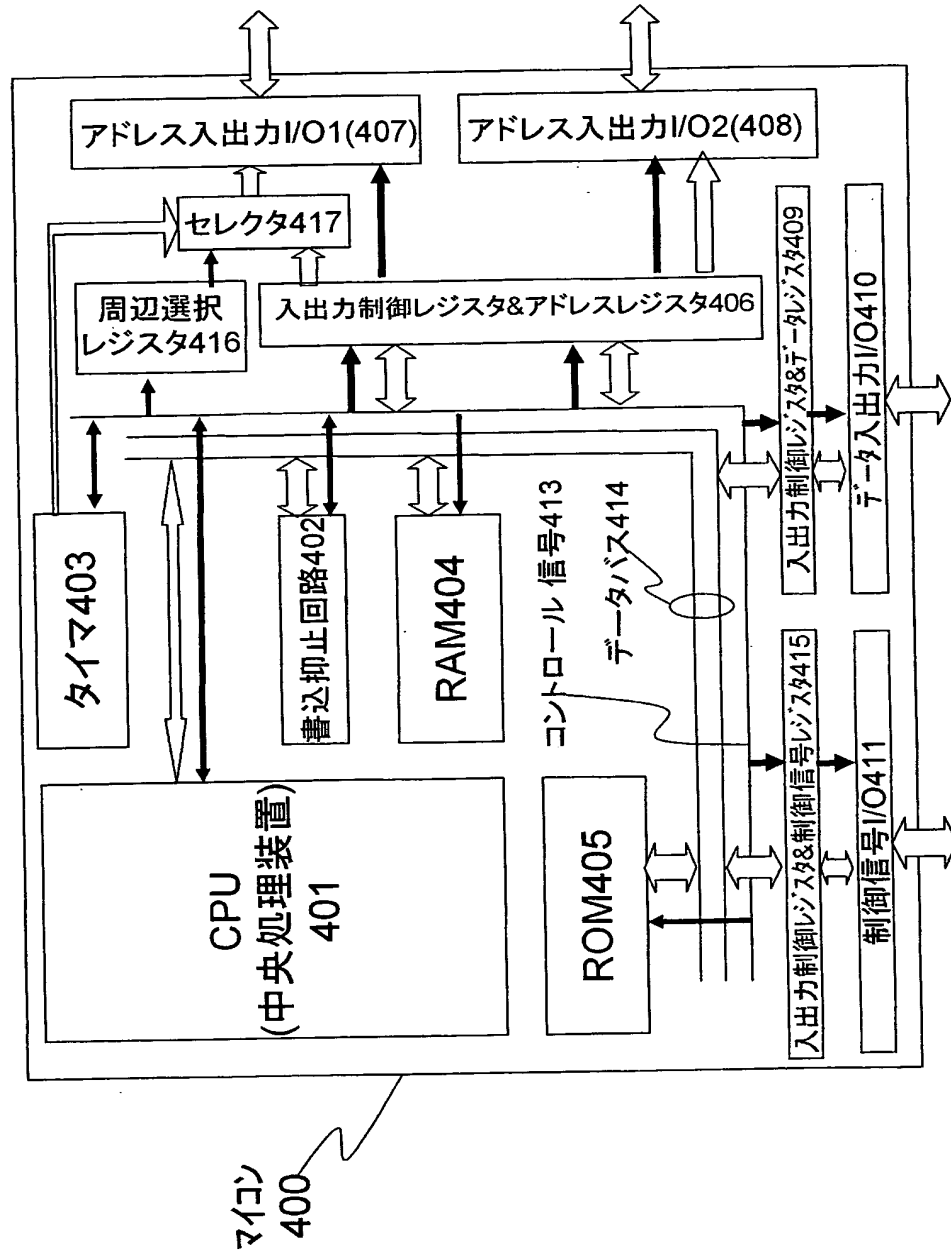 マイコン
400
CPU
(中央処理装置)
401
タイマ403
書込抑止回路402
RAM404
ROM405
コントロール信号413
データバス414
周辺選択
レジスタ416
セレクタ417
入出力制御レジスタ&アドレスレジスタ406
アドレス入出力I/O1(407)
アドレス入出力I/O2(408)
入出力制御レジスタ&制御信号レジスタ415
制御信号I/O411
入出力制御レジスタ&データレジスタ409
データ入出力I/O410